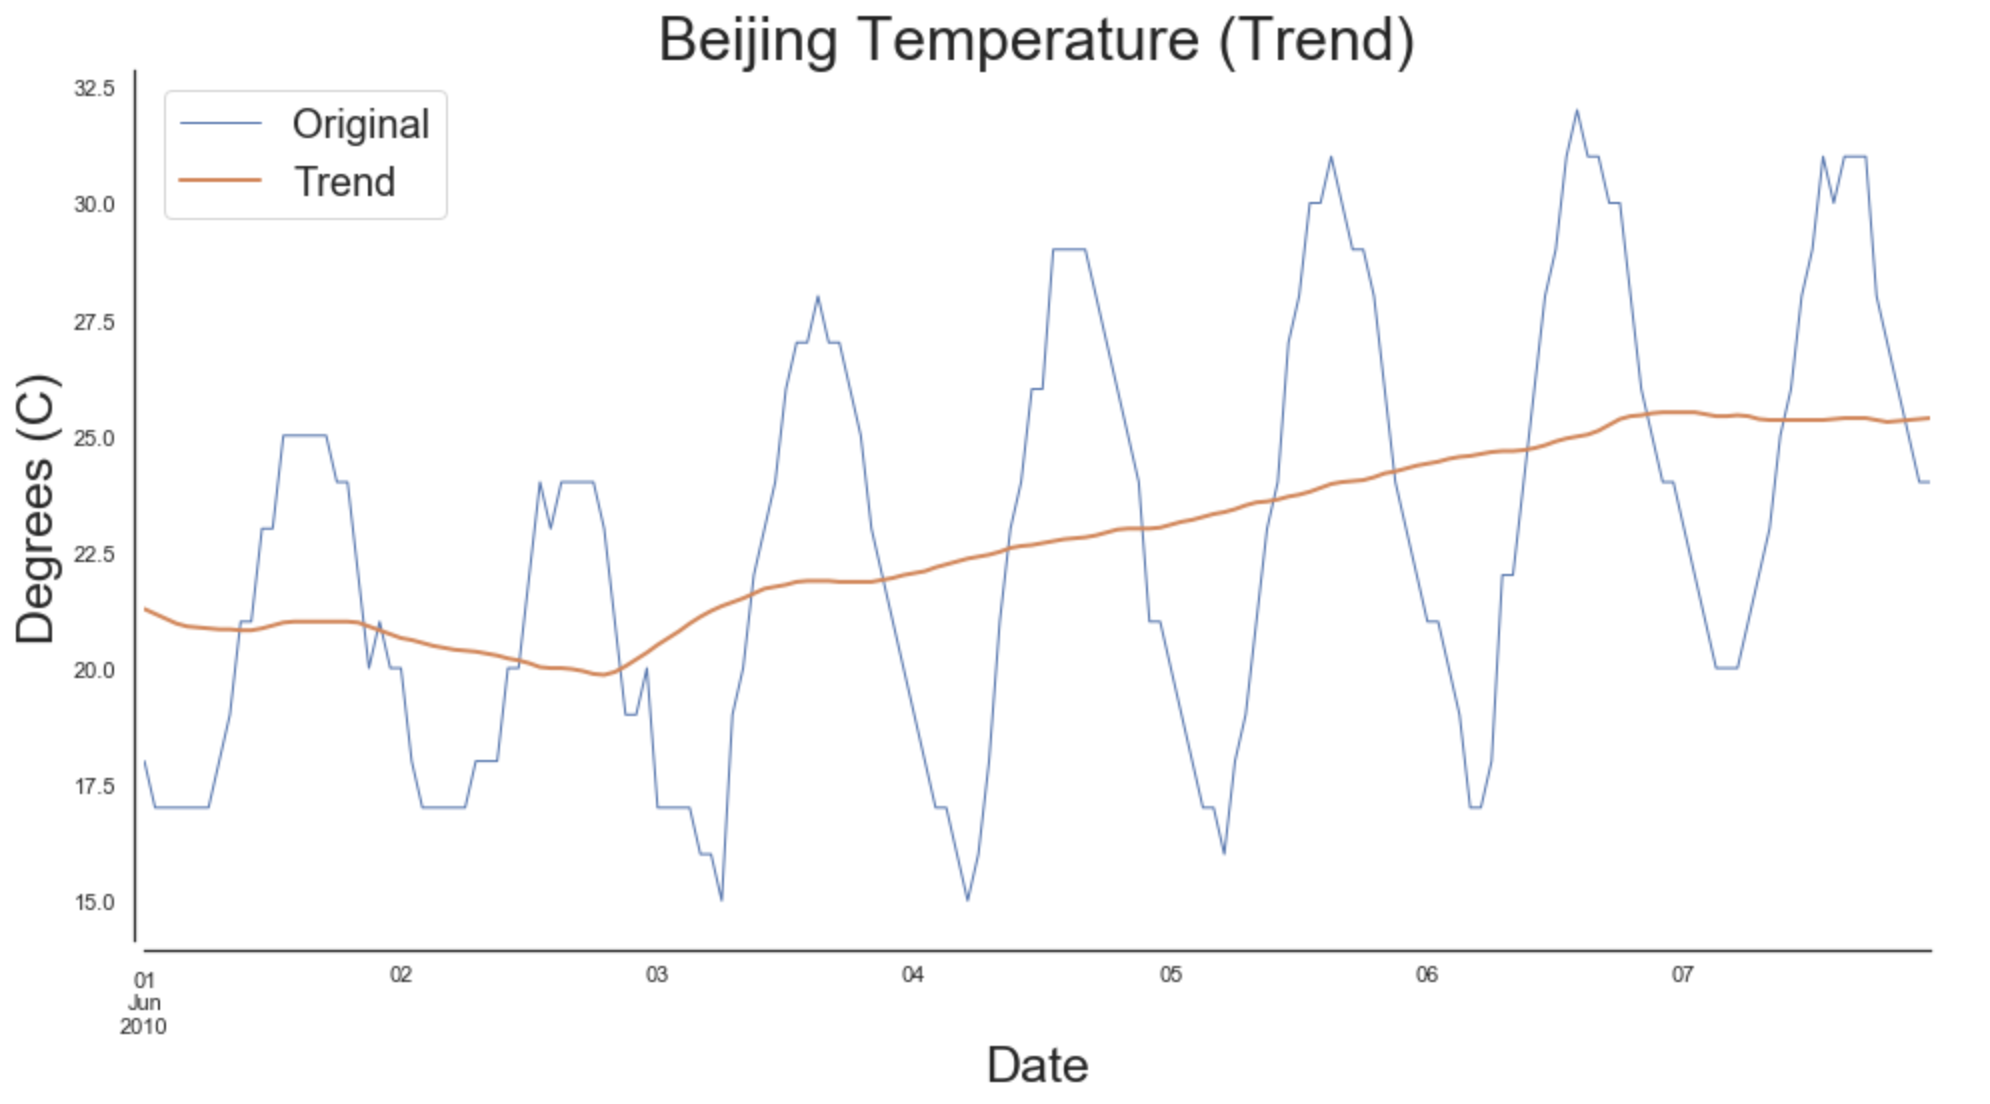 Beijing Temperature (Trend)
Original
Trend
32.5
30.0
27.5
25.0
22.5
20.0
17.5
15.0
Degrees (C)
01 02 03 04 05 06 07
Jun
2010
Date